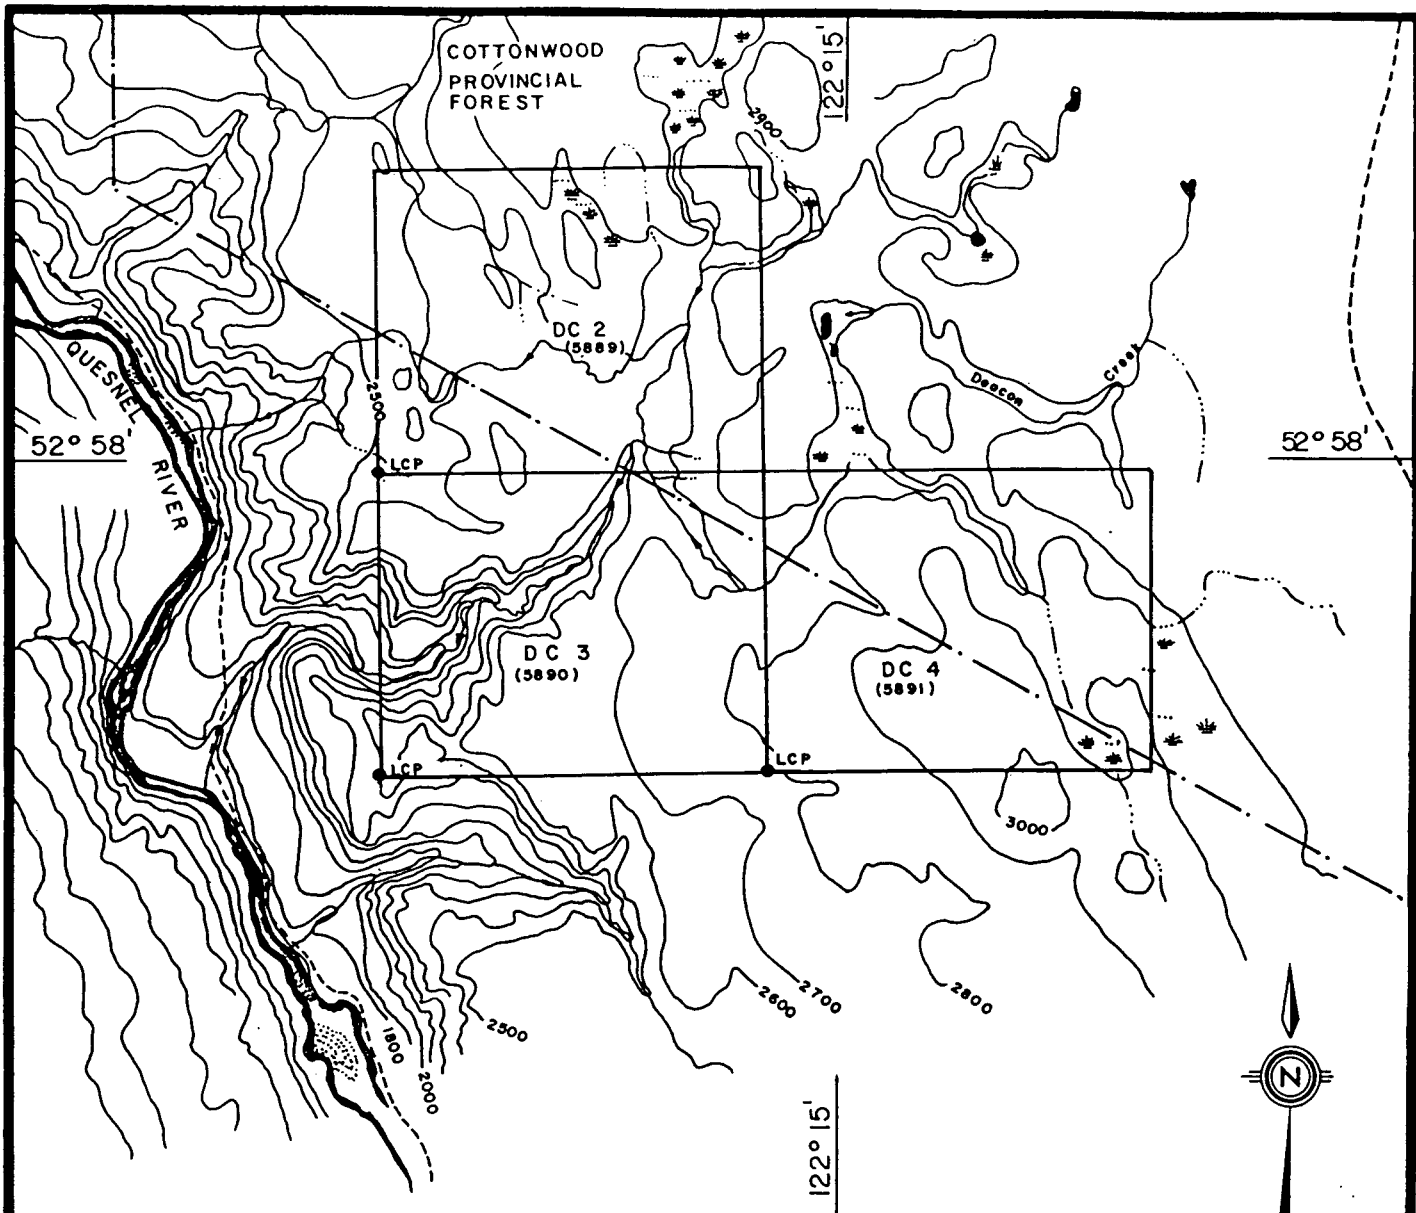 COTTONWOOD
PROVINCIAL
FOREST
122° 15'
2900
DC 2
(5889)
QUESNEL
RIVER
2500
Deacon
Creek
52° 58'
52° 58'
LCP
DC 3
(5890)
DC 4
(5891)
LCP
LCP
3000
2700
2600
2800
2500
1800
2000
122° 15'
N